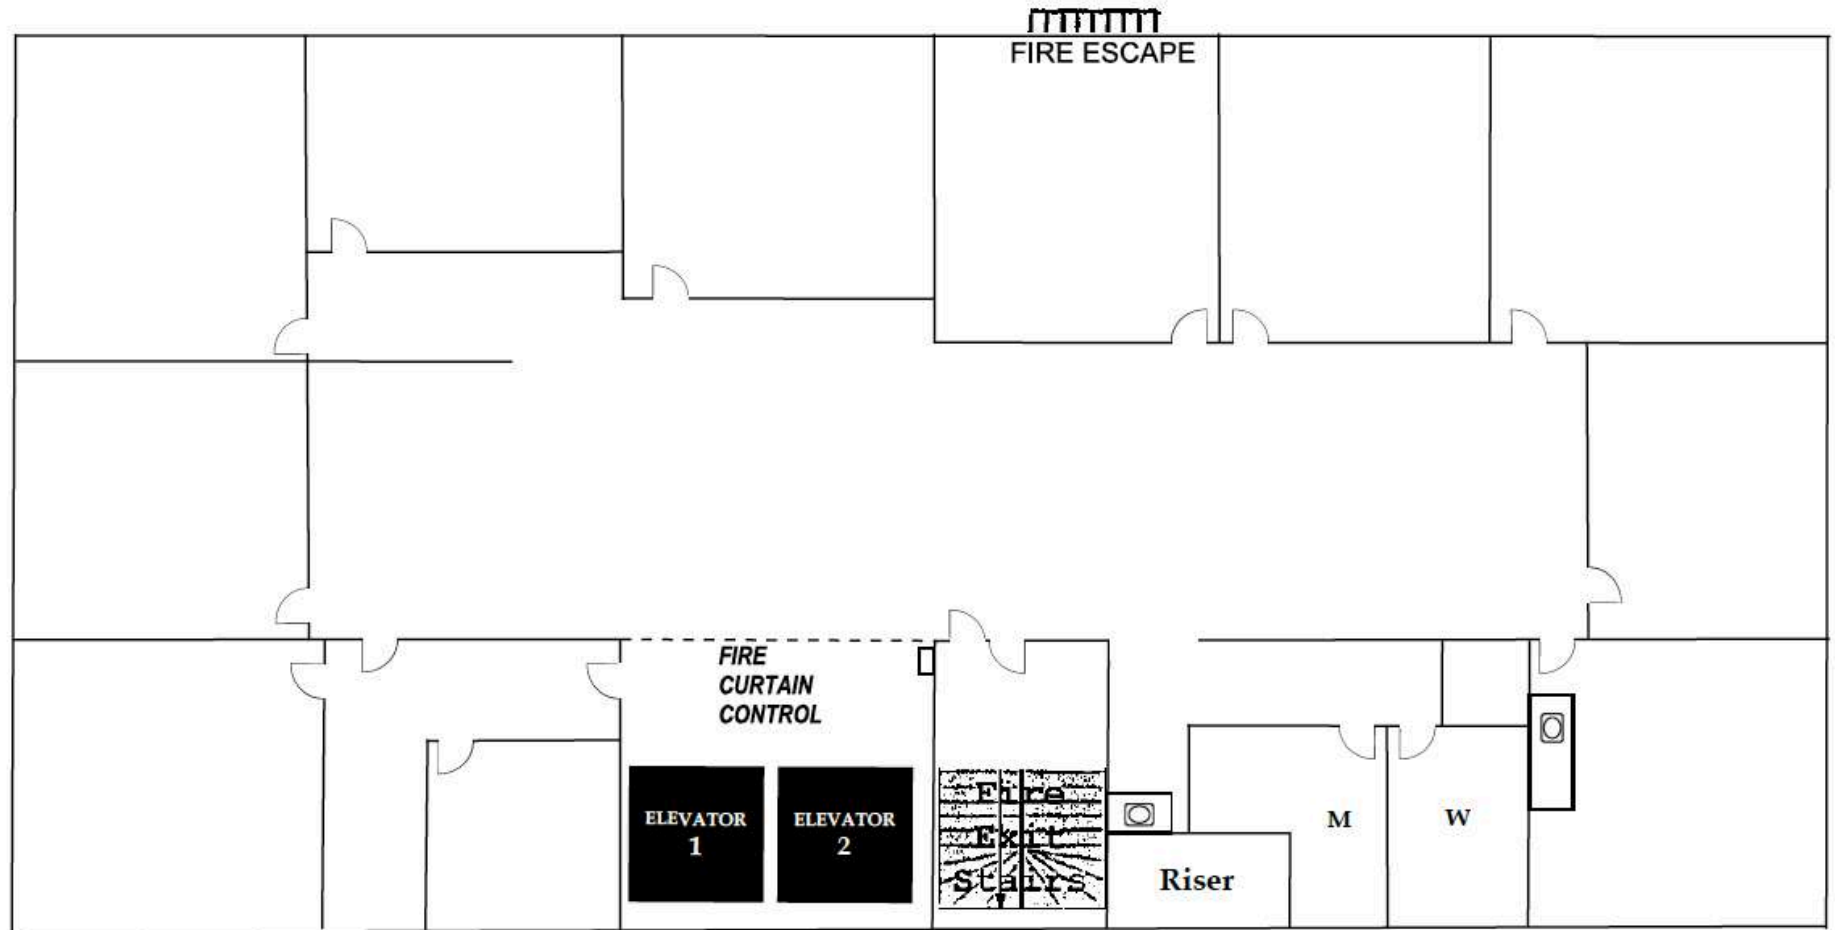 FIRE ESCAPE
FIRE
CURTAIN
CONTROL
ELEVATOR
1
ELEVATOR
2
Fire
Exit
Stairs
Riser
M
W